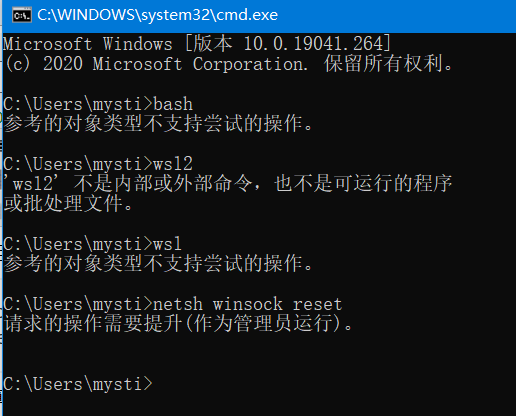 C:\WINDOWS\system32\cmd.exe
Microsoft Windows [版本 10.0.19041.264]
(c) 2020 Microsoft Corporation. 保留所有权利。
C:\Users\mysti>bash
参考的对象类型不支持尝试的操作。
C:\Users\mysti>wsl2
'wsl2' 不是内部或外部命令，也不是可运行的程序
或批处理文件。
C:\Users\mysti>wsl
参考的对象类型不支持尝试的操作。
C:\Users\mysti>netsh winsock reset
请求的操作需要提升(作为管理员运行)。
C:\Users\mysti>